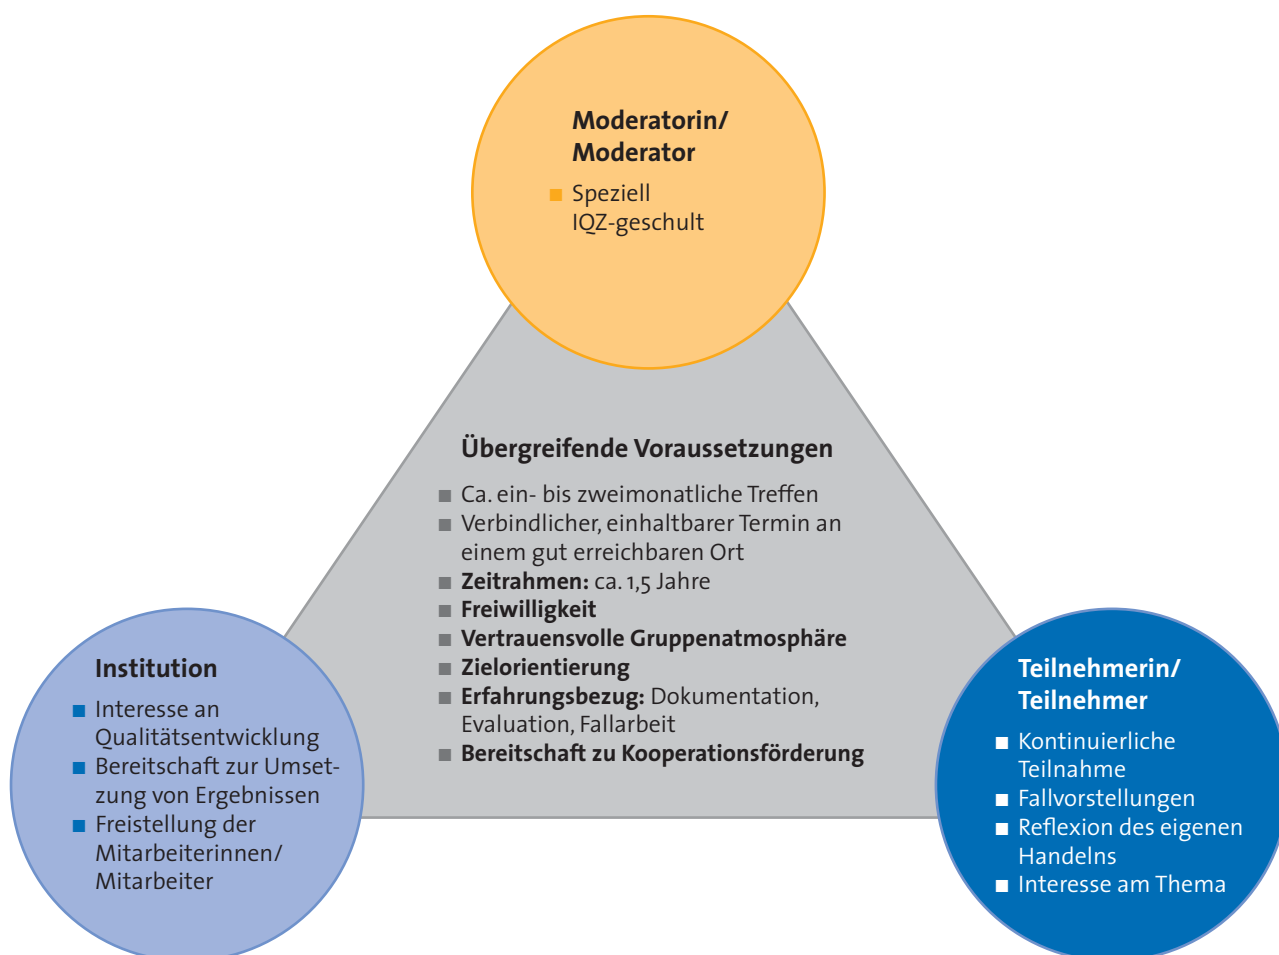 Moderatorin/
Moderator
Speziell
IQZ-geschult
Übergreifende Voraussetzungen
Ca. ein- bis zweimonatliche Treffen
Verbindlicher, einhaltbarer Termin an
einem gut erreichbaren Ort
Zeitrahmen: ca. 1,5 Jahre
Freiwilligkeit
Vertrauensvolle Gruppenatmosphäre
Zielorientierung
Erfahrungsbezug: Dokumentation,
Evaluation, Fallarbeit
Bereitschaft zu Kooperationsförderung
Institution
Interesse an
Qualitätsentwicklung
Bereitschaft zur Umset-
zung von Ergebnissen
Freistellung der
Mitarbeiterinnen/
Mitarbeiter
Teilnehmerin/
Teilnehmer
Kontinuierliche
Teilnahme
Fallvorstellungen
Reflexion des eigenen
Handelns
Interesse am Thema